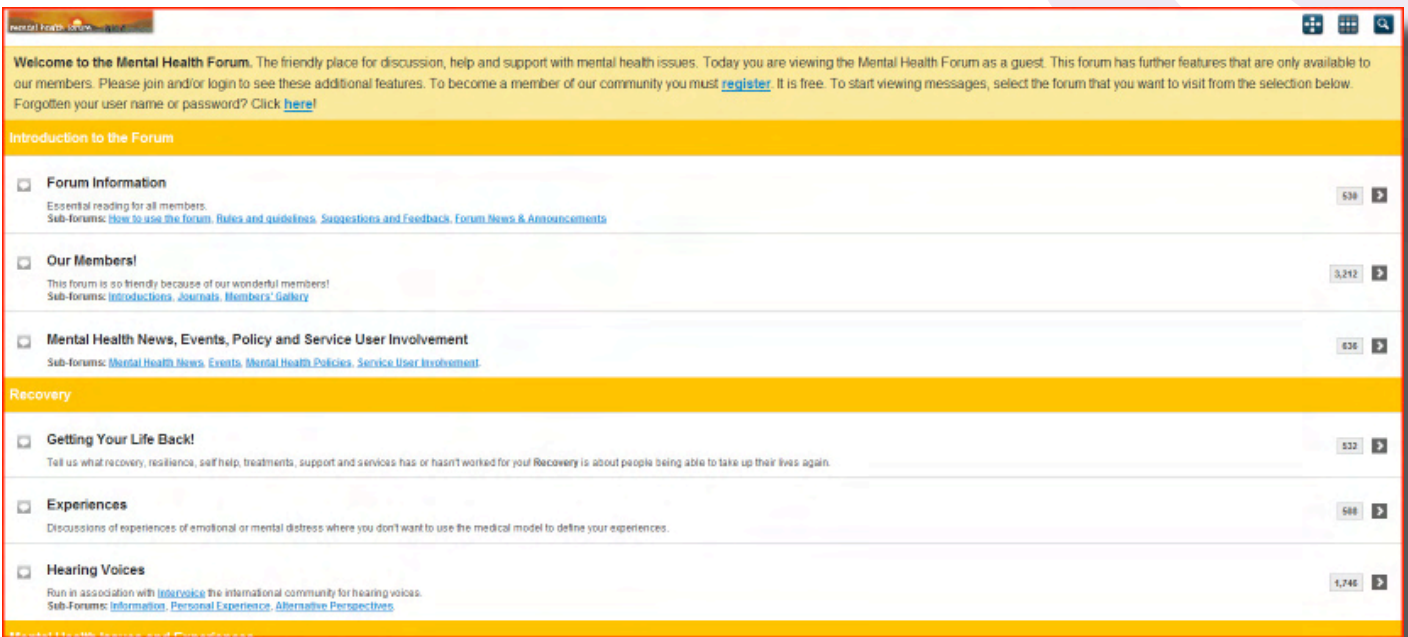 mental health forum
Welcome to the Mental Health Forum. The friendly place for discussion, help and support with mental health issues. Today you are viewing the Mental Health Forum as a guest. This forum has further features that are only available to
our members. Please join and/or login to see these additional features. To become a member of our community you must register. It is free. To start viewing messages, select the forum that you want to visit from the selection below.
Forgotten your user name or password? Click here!
Introduction to the Forum
Forum Information
530
Essential reading for all members.
Sub-forums: How to use the forum, Rules and guidelines, Suggestions and Feedback, Forum News & Announcements
Our Members!
3,212
This forum is so friendly because of our wonderful members!
Sub-forums: Introductions, Journals, Members' Gallery
Mental Health News, Events, Policy and Service User Involvement
636
Sub-forums: Mental Health News, Events, Mental Health Policies, Service User Involvement.
Recovery
Getting Your Life Back!
532
Tell us what recovery, resilience, self help, treatments, support and services has or hasn't worked for you! Recovery is about people being able to take up their lives again.
Experiences
Discussions of experiences of emotional or mental distress where you don't want to use the medical model to define your experiences.
Hearing Voices
1,746
Run in association with Intervoice the international community for hearing voices.
Sub-Forums: Information, Personal Experience, Alternative Perspectives.
Mental Health Issues and Experiences